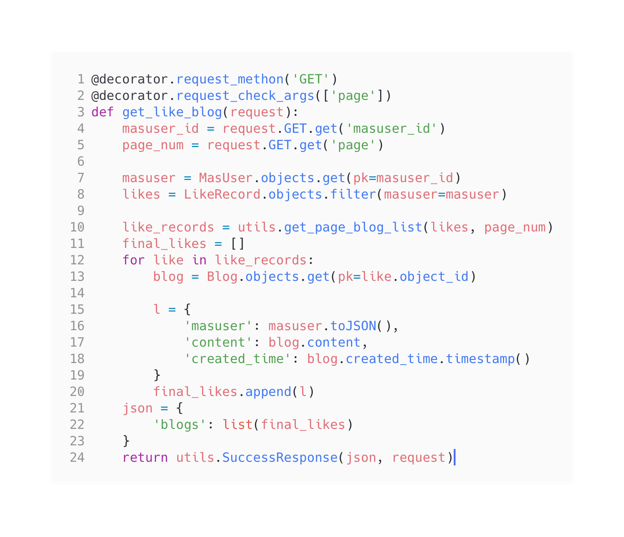 1 @decorator.request_methon('GET')
2 @decorator.request_check_args(['page'])
3 def get_like_blog(request):
4     masuser_id = request.GET.get('masuser_id')
5     page_num = request.GET.get('page')
6
7     masuser = MasUser.objects.get(pk=masuser_id)
8     likes = LikeRecord.objects.filter(masuser=masuser)
9
10     like_records = utils.get_page_blog_list(likes, page_num)
11     final_likes = []
12     for like in like_records:
13         blog = Blog.objects.get(pk=like.object_id)
14
15         l = {
16             'masuser': masuser.toJSON(),
17             'content': blog.content,
18             'created_time': blog.created_time.timestamp()
19         }
20         final_likes.append(l)
21     json = {
22         'blogs': list(final_likes)
23     }
24     return utils.SuccessResponse(json, request)